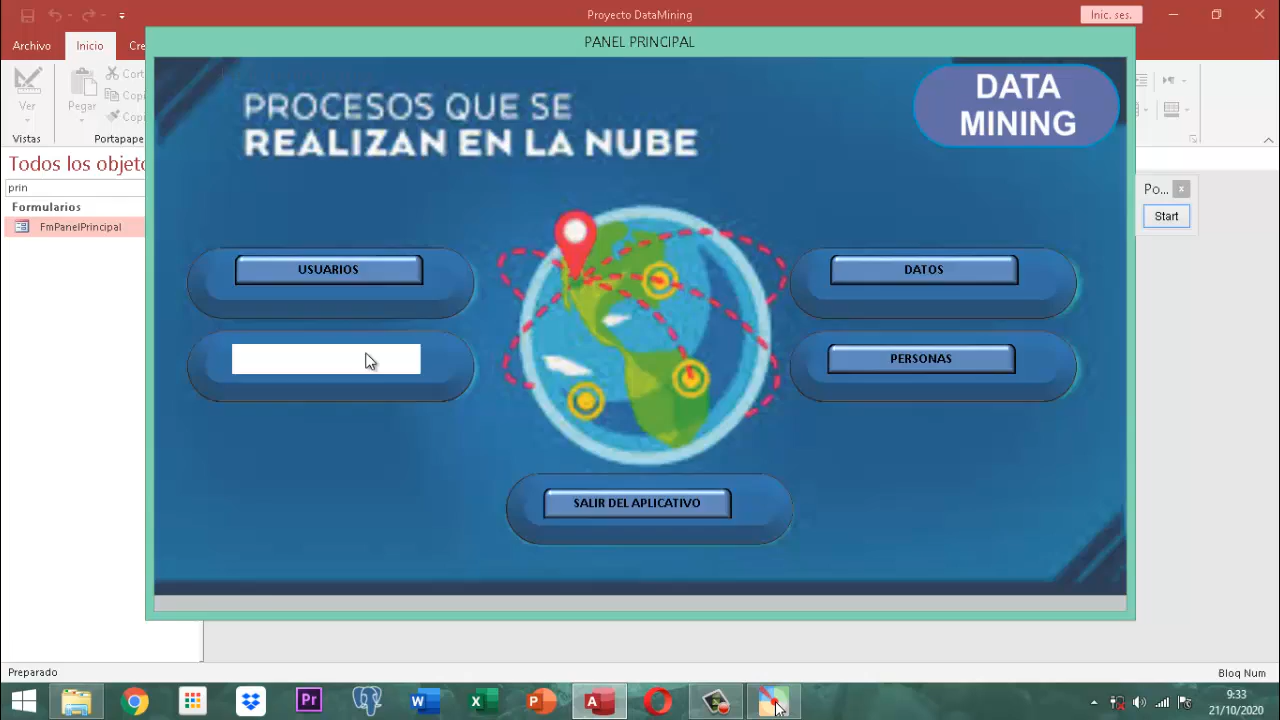 Proyecto DataMining
Inic. ses.
Archivo
Inicio
PANEL PRINCIPAL
Ver
Pegar
Vistas
Portapape
Todos los objeto
prin
Formularios
FmPanelPrincipal
PROCESOS QUE SE
REALIZAN EN LA NUBE
DATA
MINING
Po...
x
Start
USUARIOS
DATOS
PERSONAS
SALIR DEL APLICATIVO
Preparado
Bloq Num
Pr
W
X
P
A
9:33
21/10/2020